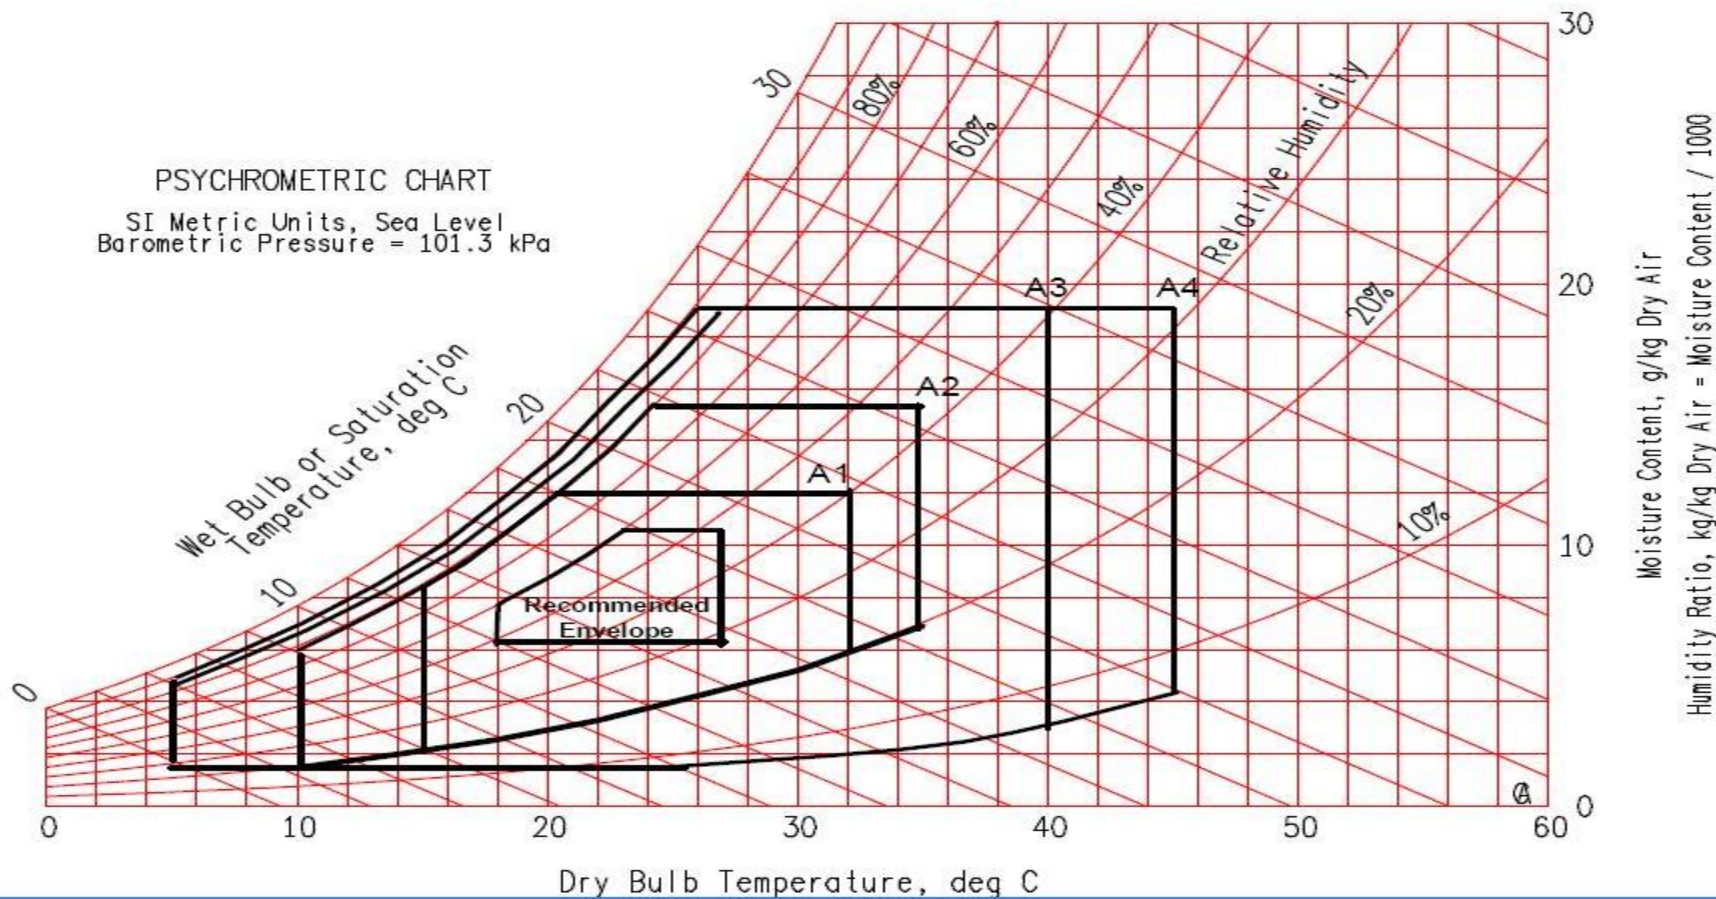 30
30
80%
60%
Relative Humidity
PSYCHROMETRIC CHART
SI Metric Units, Sea Level
Barometric Pressure = 101.3 kPa
40%
20
A3
A4
20%
Moisture Content, g/kg Dry Air
Humidity Ratio, kg/kg Dry Air = Moisture Content / 1000
Wet Bulb or Saturation
Temperature, deg C
20
A2
A1
10%
10
10
Recommended
Envelope
0
0
0
10
20
30
40
50
60
Dry Bulb Temperature, deg C